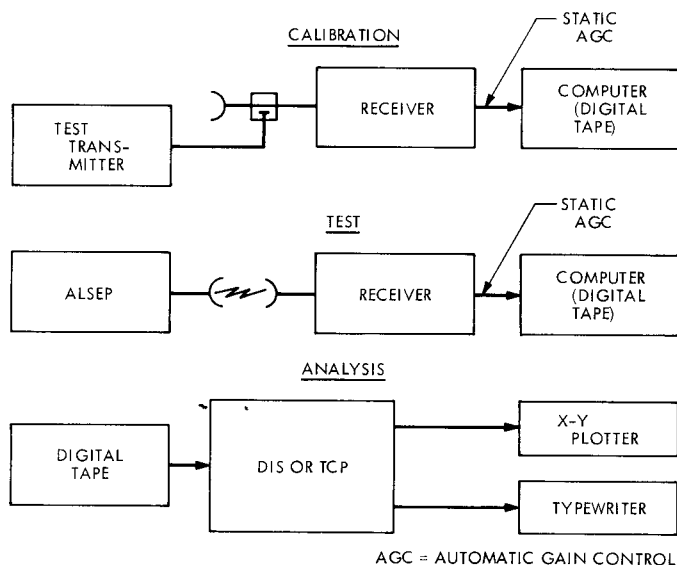 CALIBRATION
STATIC
AGC
TEST
TRANS-
MITTER
RECEIVER
COMPUTER
(DIGITAL
TAPE)
TEST
STATIC
AGC
ALSEP
RECEIVER
COMPUTER
(DIGITAL
TAPE)
ANALYSIS
DIGITAL
TAPE
DIS OR TCP
X-Y
PLOTTER
TYPEWRITER
AGC = AUTOMATIC GAIN CONTROL